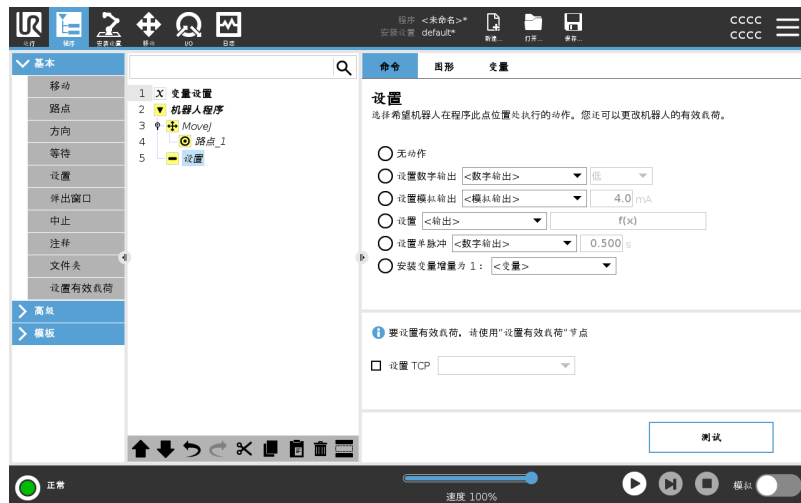 UR
运行
程序
安装设置
移动
I/O
日志
程序 <未命名>*
安装设置 default*
新建...
打开...
保存...
CCCC
CCCC
基本
移动
路点
方向
等待
设置
弹出窗口
中止
注释
文件夹
设置有效载荷
高级
模板
1 X 变量设置
2 机器人程序
3 MoveJ
4 路点_1
5 设置
命令 图形 变量
设置
选择希望机器人在程序此点位置处执行的动作。您还可以更改机器人的有效载荷。
无动作
设置数字输出 <数字输出> 低
设置模拟输出 <模拟输出> 4.0 mA
设置 <输出> f(x)
设置单脉冲 <数字输出> 0.500 s
安装变量增量为 1： <变量>
要设置有效载荷，请使用“设置有效载荷”节点
设置 TCP
测试
正常
速度 100%
模拟